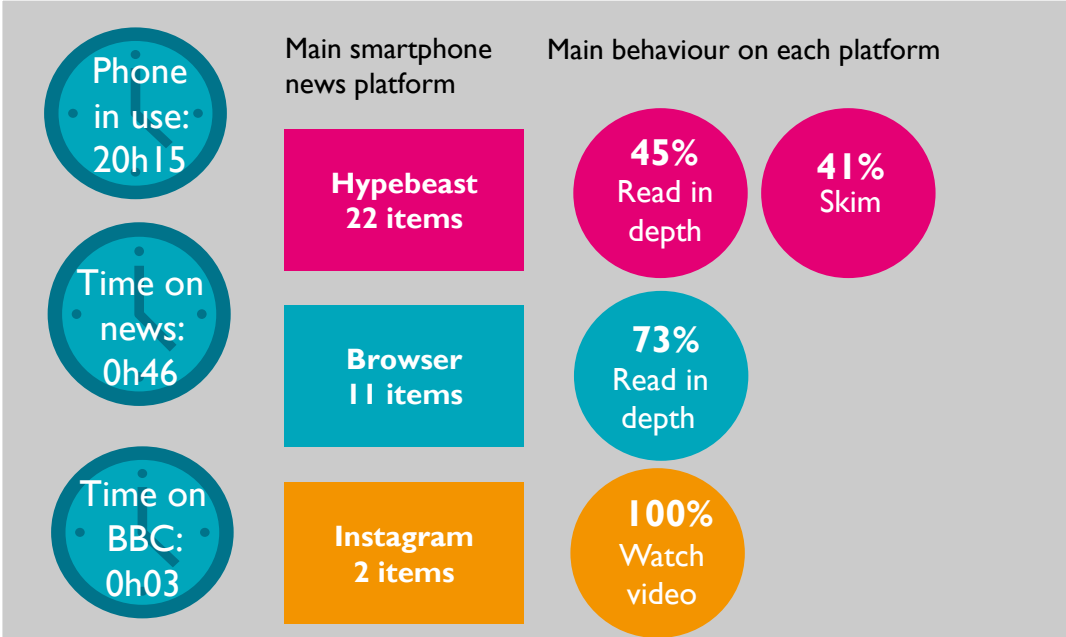 Phone
in use:
20h15
Time on
news:
0h46
Time on
BBC:
0h03
Main smartphone
news platform
Hypebeast
22 items
Browser
11 items
Instagram
2 items
Main behaviour on each platform
45%
Read in
depth
41%
Skim
73%
Read in
depth
100%
Watch
video